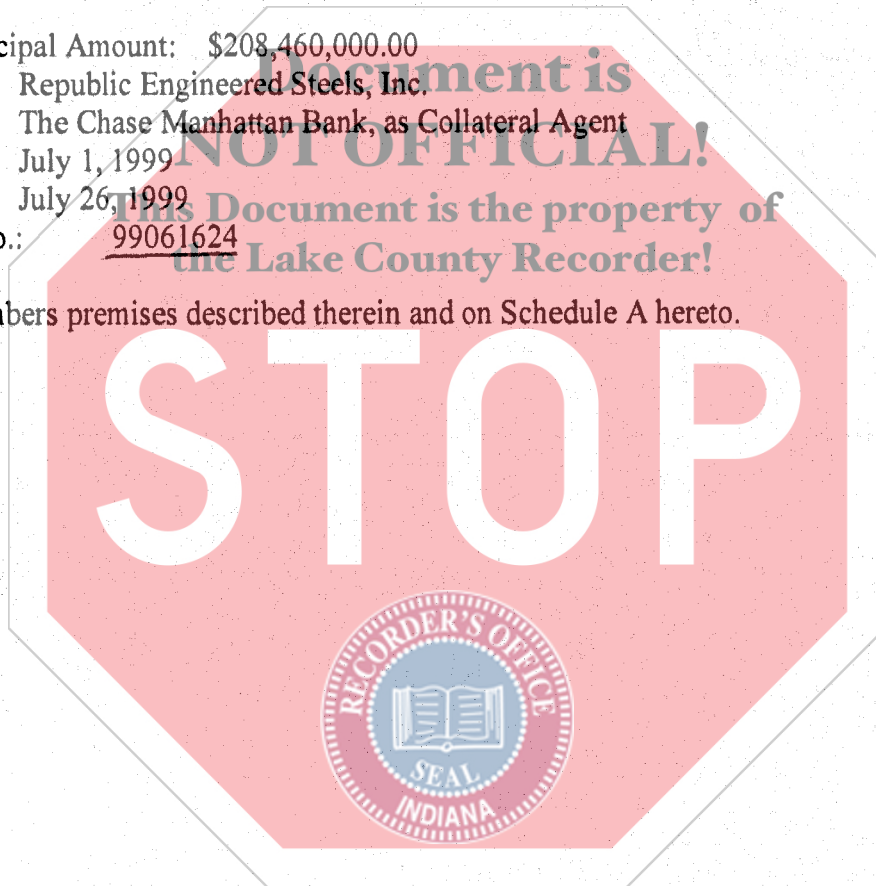 cipal Amount: $208,460,000.00
Republic Engineered Steels, Inc.
The Chase Manhattan Bank, as Collateral Agent
July 1, 1999
July 26, 1999
o.: 99061624
nbers premises described therein and on Schedule A hereto.
Document is
NOT OFFICIAL!
This Document is the property of
the Lake County Recorder!
STOP
RECORDER'S OFFICE
SEAL
INDIANA